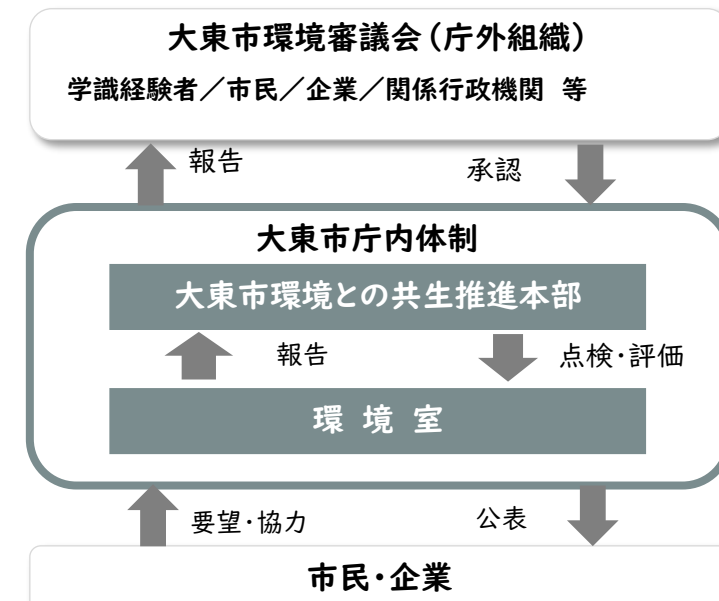 大東市環境審議会（庁外組織）
学識経験者／市民／企業／関係行政機関 等
報告
承認
大東市庁内体制
大東市環境との共生推進本部
報告
点検・評価
環 境 室
要望・協力
公表
市民・企業